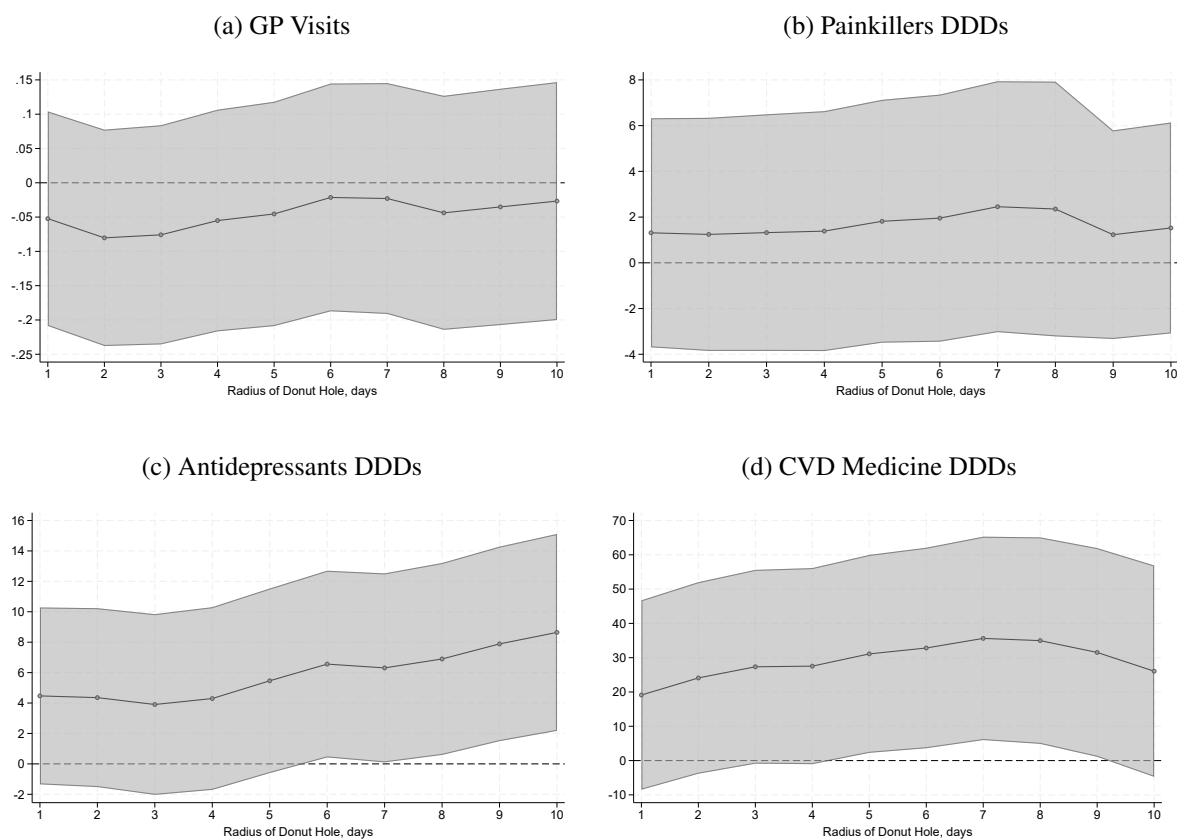 (a) GP Visits
.15
.1
.05
0
-.05
-.1
-.15
-.2
-.25
1 2 3 4 5 6 7 8 9 10
Radius of Donut Hole, days
(b) Painkillers DDDs
8
6
4
2
0
-2
-4
1 2 3 4 5 6 7 8 9 10
Radius of Donut Hole, days
(c) Antidepressants DDDs
16
14
12
10
8
6
4
2
0
-2
1 2 3 4 5 6 7 8 9 10
Radius of Donut Hole, days
(d) CVD Medicine DDDs
70
60
50
40
30
20
10
0
-10
1 2 3 4 5 6 7 8 9 10
Radius of Donut Hole, days